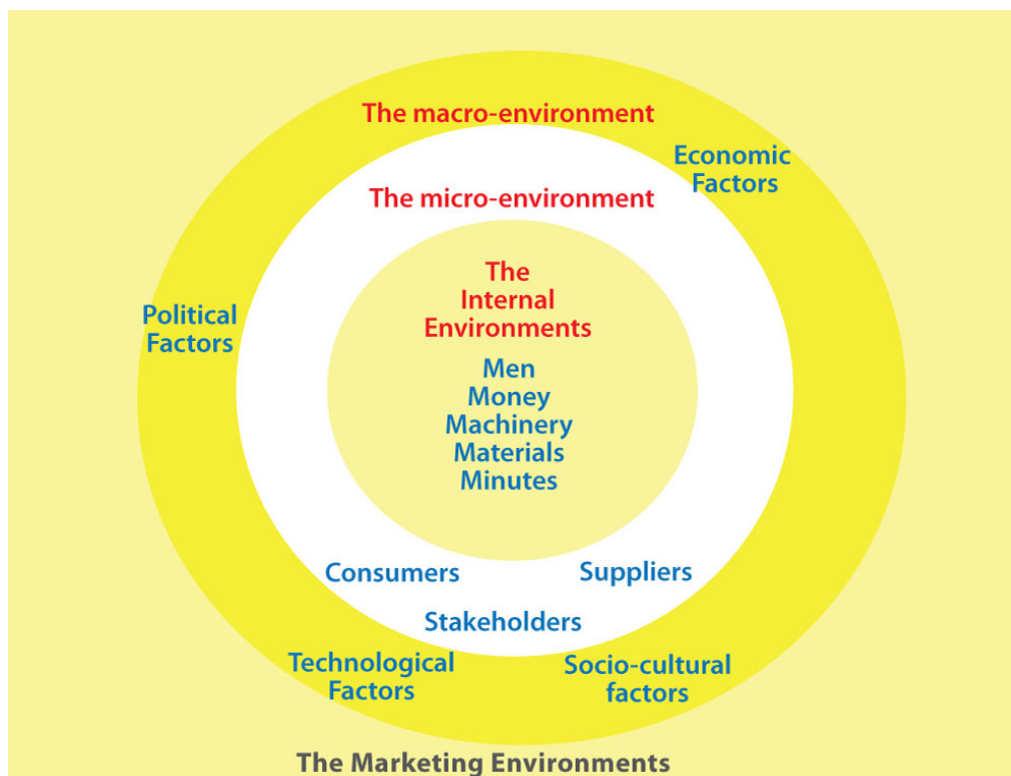 The macro-environment
Economic
Factors
The micro-environment
The
Internal
Environments
Political
Factors
Men
Money
Machinery
Materials
Minutes
Consumers
Suppliers
Stakeholders
Technological
Factors
Socio-cultural
factors
The Marketing Environments